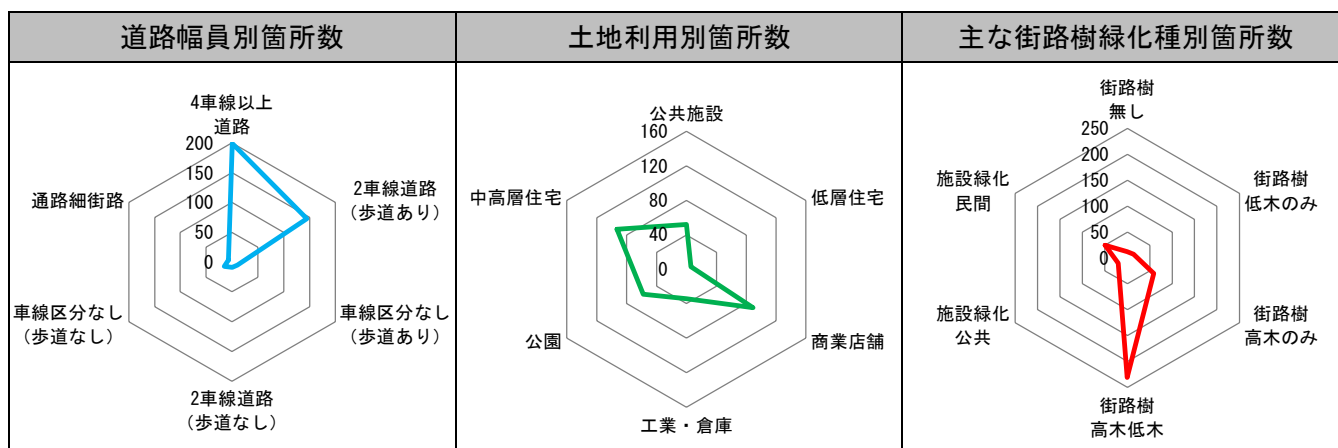 道路幅員別箇所数
土地利用別箇所数
主な街路樹緑化種別箇所数
4車線以上
道路
200
150
100
50
0
2車線道路
(歩道あり)
車線区分なし
(歩道あり)
2車線道路
(歩道なし)
車線区分なし
(歩道なし)
通路細街路
公共施設
160
120
80
40
0
低層住宅
商業店舗
工業・倉庫
公園
中高層住宅
街路樹
無し
250
200
150
100
50
0
街路樹
低木のみ
街路樹
高木のみ
街路樹
高木低木
施設緑化
公共
施設緑化
民間